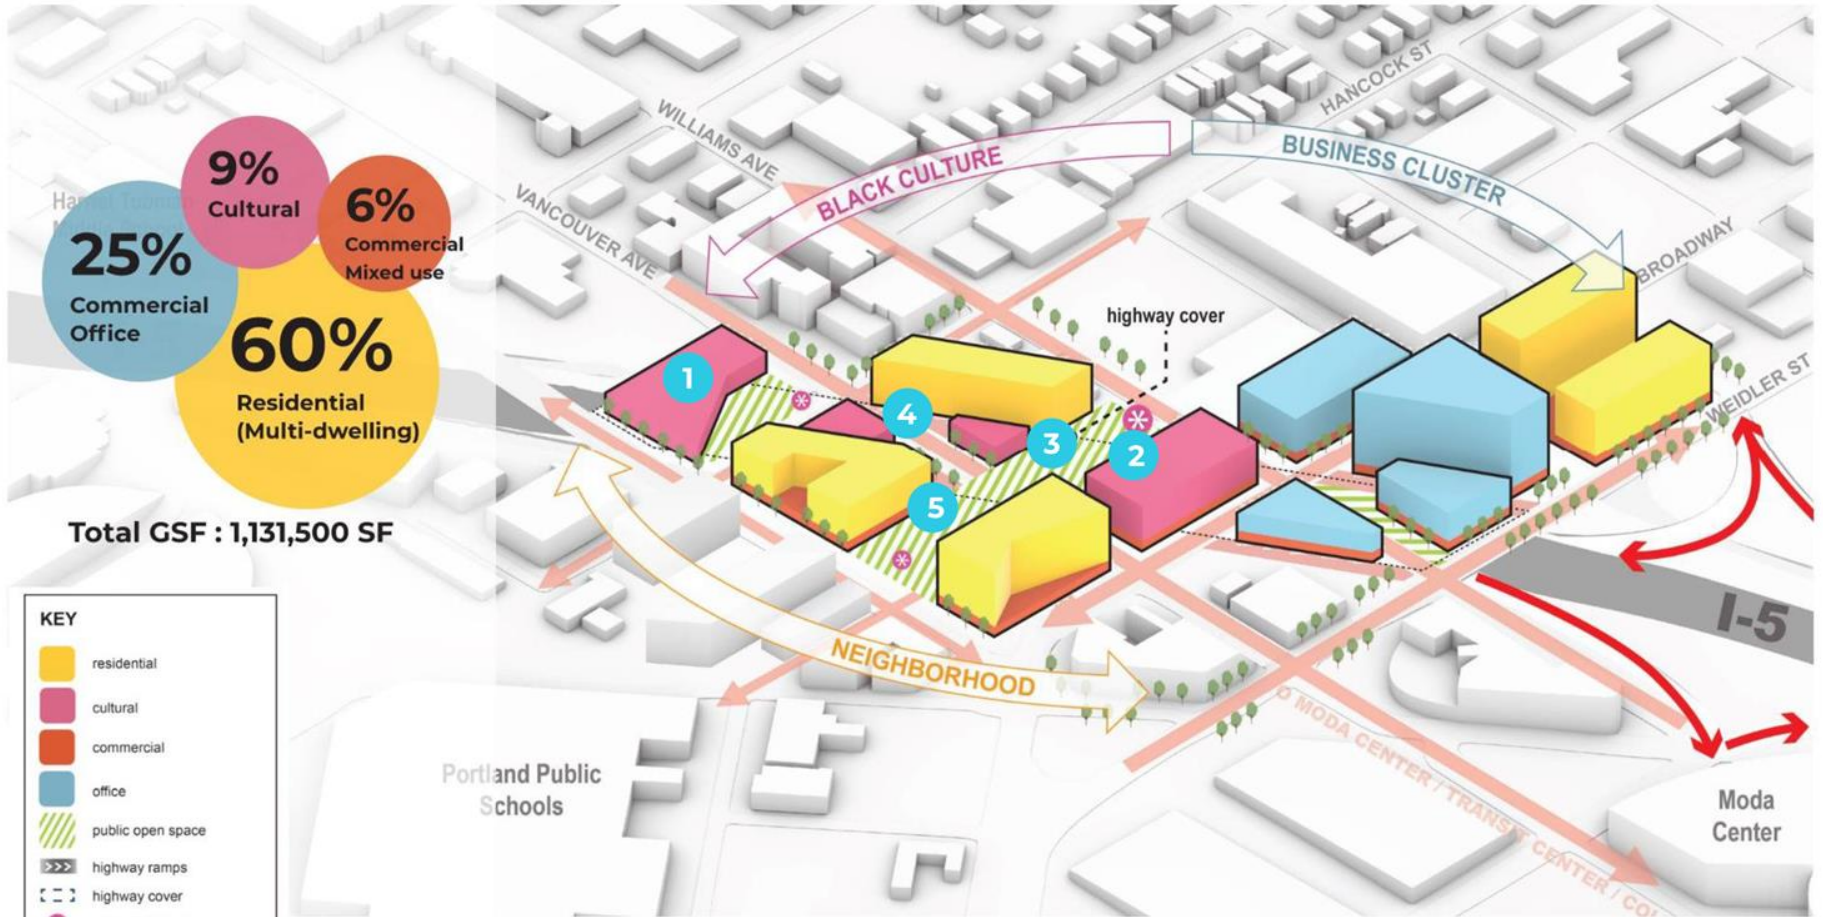 9%
Cultural
6%
Commercial
Mixed use
25%
Commercial
Office
60%
Residential
(Multi-dwelling)
Total GSF : 1,131,500 SF
KEY
residential
cultural
commercial
office
public open space
highway ramps
highway cover
WILLIAMS AVE
VANCOUVER AVE
BLACK CULTURE
BUSINESS CLUSTER
HANCOCK ST
BROADWAY
WEIDLER ST
highway cover
1
2
3
4
5
NEIGHBORHOOD
I-5
Portland Public
Schools
MODA CENTER / TRANSIT CENTER /
Moda
Center